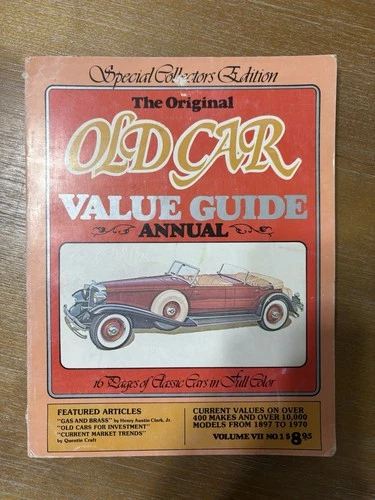 Special Collectors Edition
The Original
OLD CAR
VALUE GUIDE
ANNUAL
16 Pages of Classic Cars in Full Color
FEATURED ARTICLES
"GAS AND BRASS" by Henry Austin Clark, Jr.
"OLD CARS FOR INVESTMENT"
"CURRENT MARKET TRENDS"
by Quentin Craft
CURRENT VALUES ON OVER
400 MAKES AND OVER 10,000
MODELS FROM 1897 TO 1970
VOLUME VII NO.1 $8.95